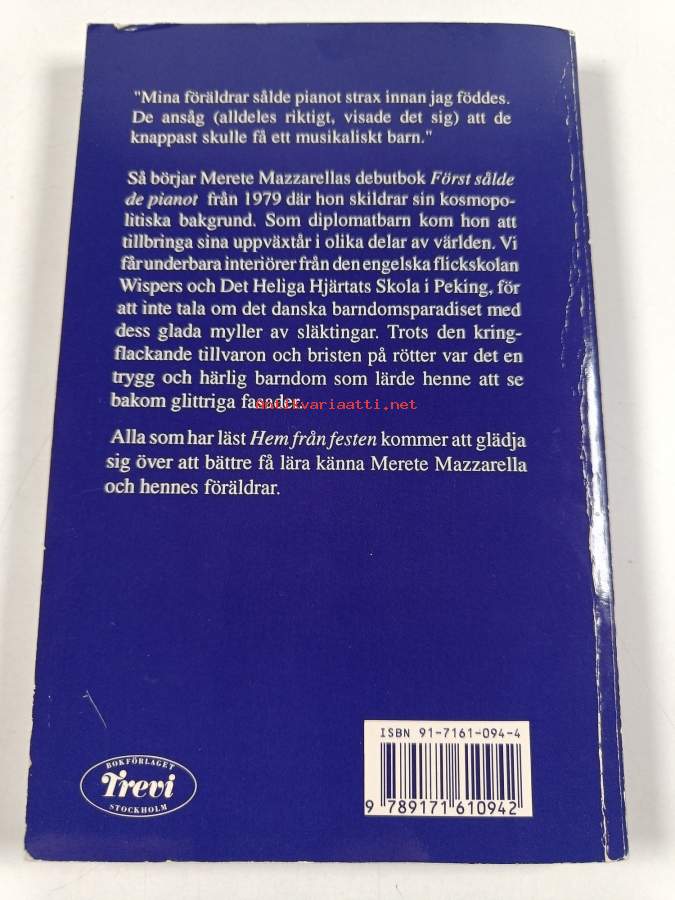 "Mina föräldrar sålde pianot strax innan jag föddes.
De ansåg (alldeles riktigt, visade det sig) att de
knappast skulle få ett musikaliskt barn."
Så börjar Merete Mazzarellas debutbok Först sålde
de pianot från 1979 där hon skildrar sin kosmopo-
litiska bakgrund. Som diplomatbarn kom hon att
tillbringa sina uppväxtår i olika delar av världen. Vi
får underbara interiörer från den engelska flickskolan
Wispers och Det Heliga Hjärtats Skola i Peking, för
att inte tala om det danska barndomsparadiset med
dess glada myller av släktingar. Trots den kring-
flackande tillvaron och bristen på rötter var det en
trygg och härlig barndom som lärde henne att se
bakom glittriga fasader.
antikvariaatti.net
Alla som har läst Hem från festen kommer att glädja
sig över att bättre få lära känna Merete Mazzarella
och hennes föräldrar.
ISBN 91-7161-094-4
9 789171 610942
BOKFÖRLAGET
Trevi
STOCKHOLM